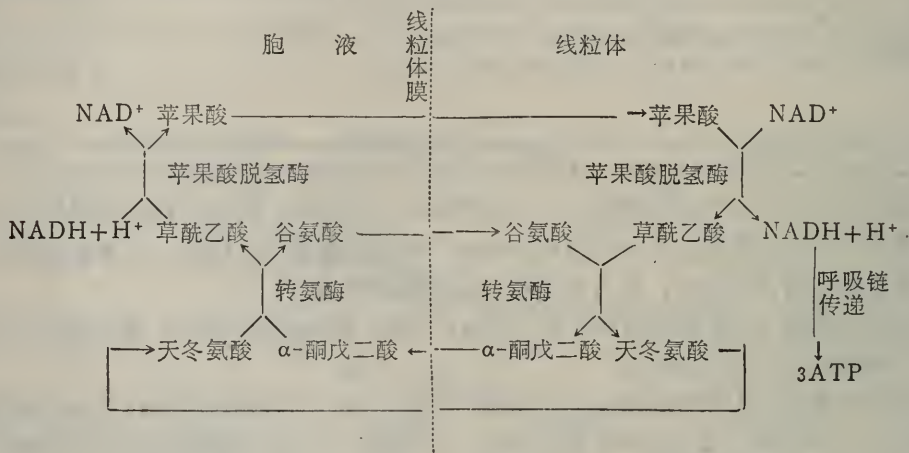 胞 液
线粒体膜
线粒体
NAD⁺ 苹果酸
苹果酸 NAD⁺
苹果酸脱氢酶
苹果酸脱氢酶
NADH+H⁺ 草酰乙酸 谷氨酸
谷氨酸 草酰乙酸 NADH+H⁺
转氨酶
转氨酶
呼吸链
传递
天冬氨酸 α-酮戊二酸
α-酮戊二酸 天冬氨酸
3ATP